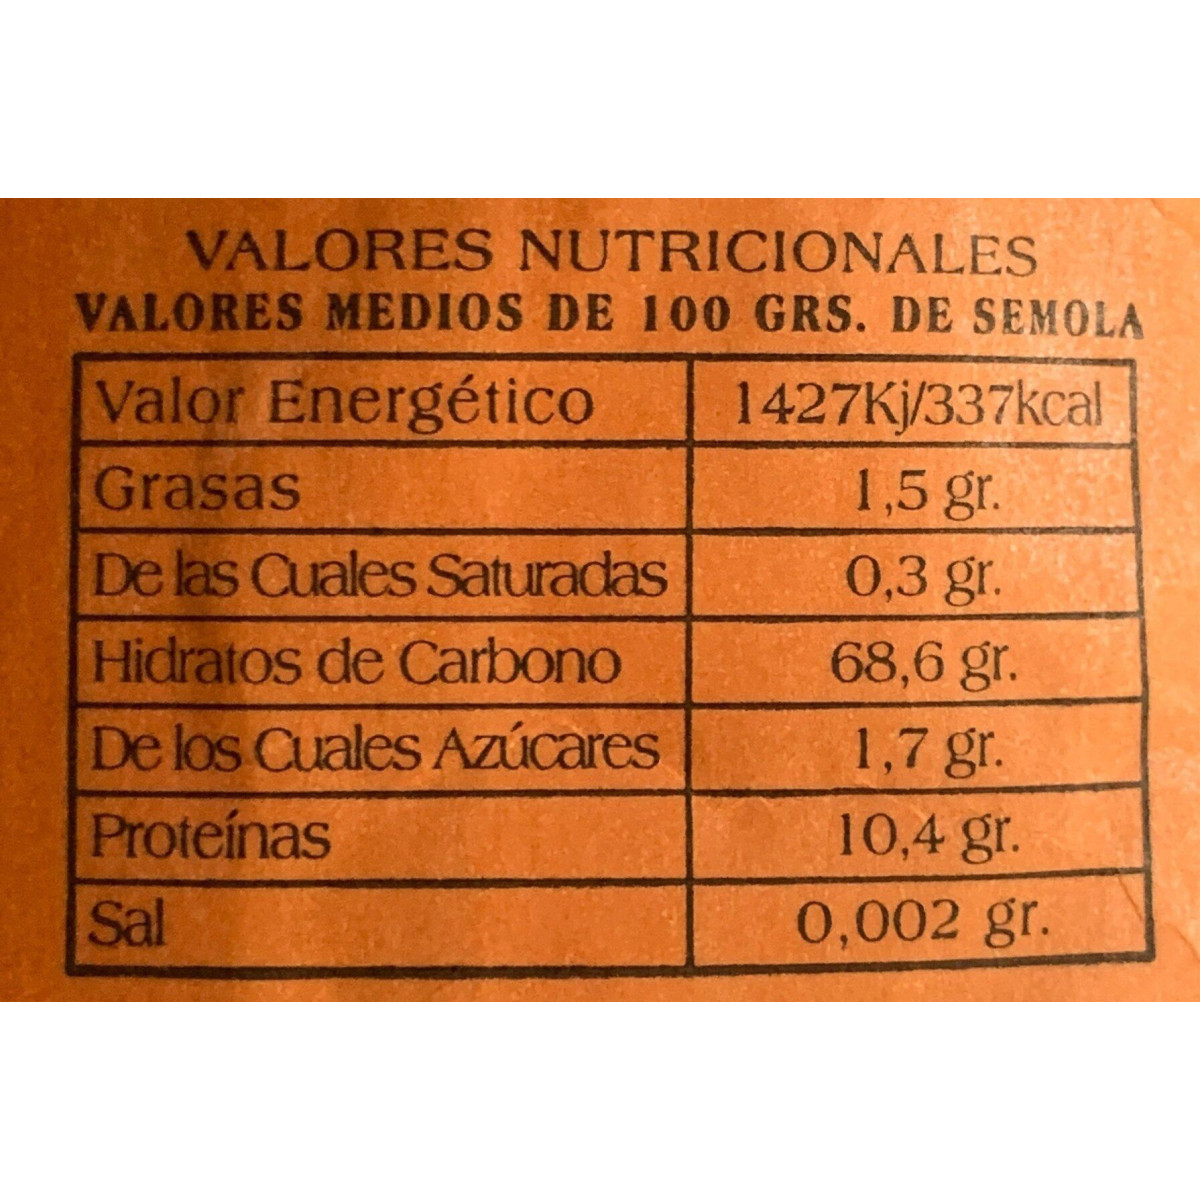 VALORES NUTRICIONALES
VALORES MEDIOS DE 100 GRS. DE SEMOLA
Valor Energético 1427Kj/337kcal
Grasas 1,5 gr.
De las Cuales Saturadas 0,3 gr.
Hidratos de Carbono 68,6 gr.
De los Cuales Azúcares 1,7 gr.
Proteínas 10,4 gr.
Sal 0,002 gr.